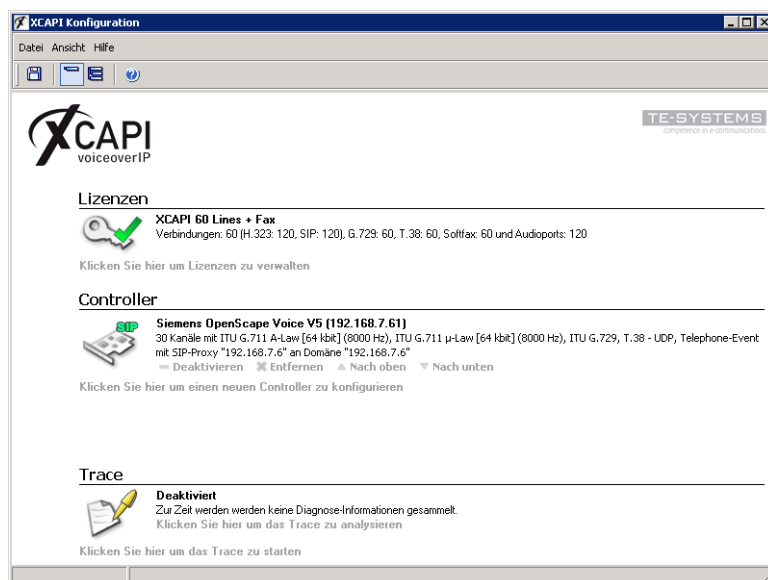 XCAPI Konfiguration
Datei Ansicht Hilfe
XCAPI
voiceoverIP
TE-SYSTEMS
competence in e-communications.
Lizenzen
XCAPI 60 Lines + Fax
Verbindungen: 60 (H.323: 120, SIP: 120), G.729: 60, T.38: 60, Softfax: 60 und Audioports: 120
Klicken Sie hier um Lizenzen zu verwalten
Controller
SIP
Siemens OpenScape Voice V5 (192.168.7.61)
30 Kanäle mit ITU G.711 A-Law [64 kbit] (8000 Hz), ITU G.711 µ-Law [64 kbit] (8000 Hz), ITU G.729, T.38 - UDP, Telephone-Event
mit SIP-Proxy "192.168.7.6" an Domäne "192.168.7.6"
Deaktivieren Entfernen Nach oben Nach unten
Klicken Sie hier um einen neuen Controller zu konfigurieren
Trace
Deaktiviert
Zur Zeit werden werden keine Diagnose-Informationen gesammelt.
Klicken Sie hier um das Trace zu analysieren
Klicken Sie hier um das Trace zu starten